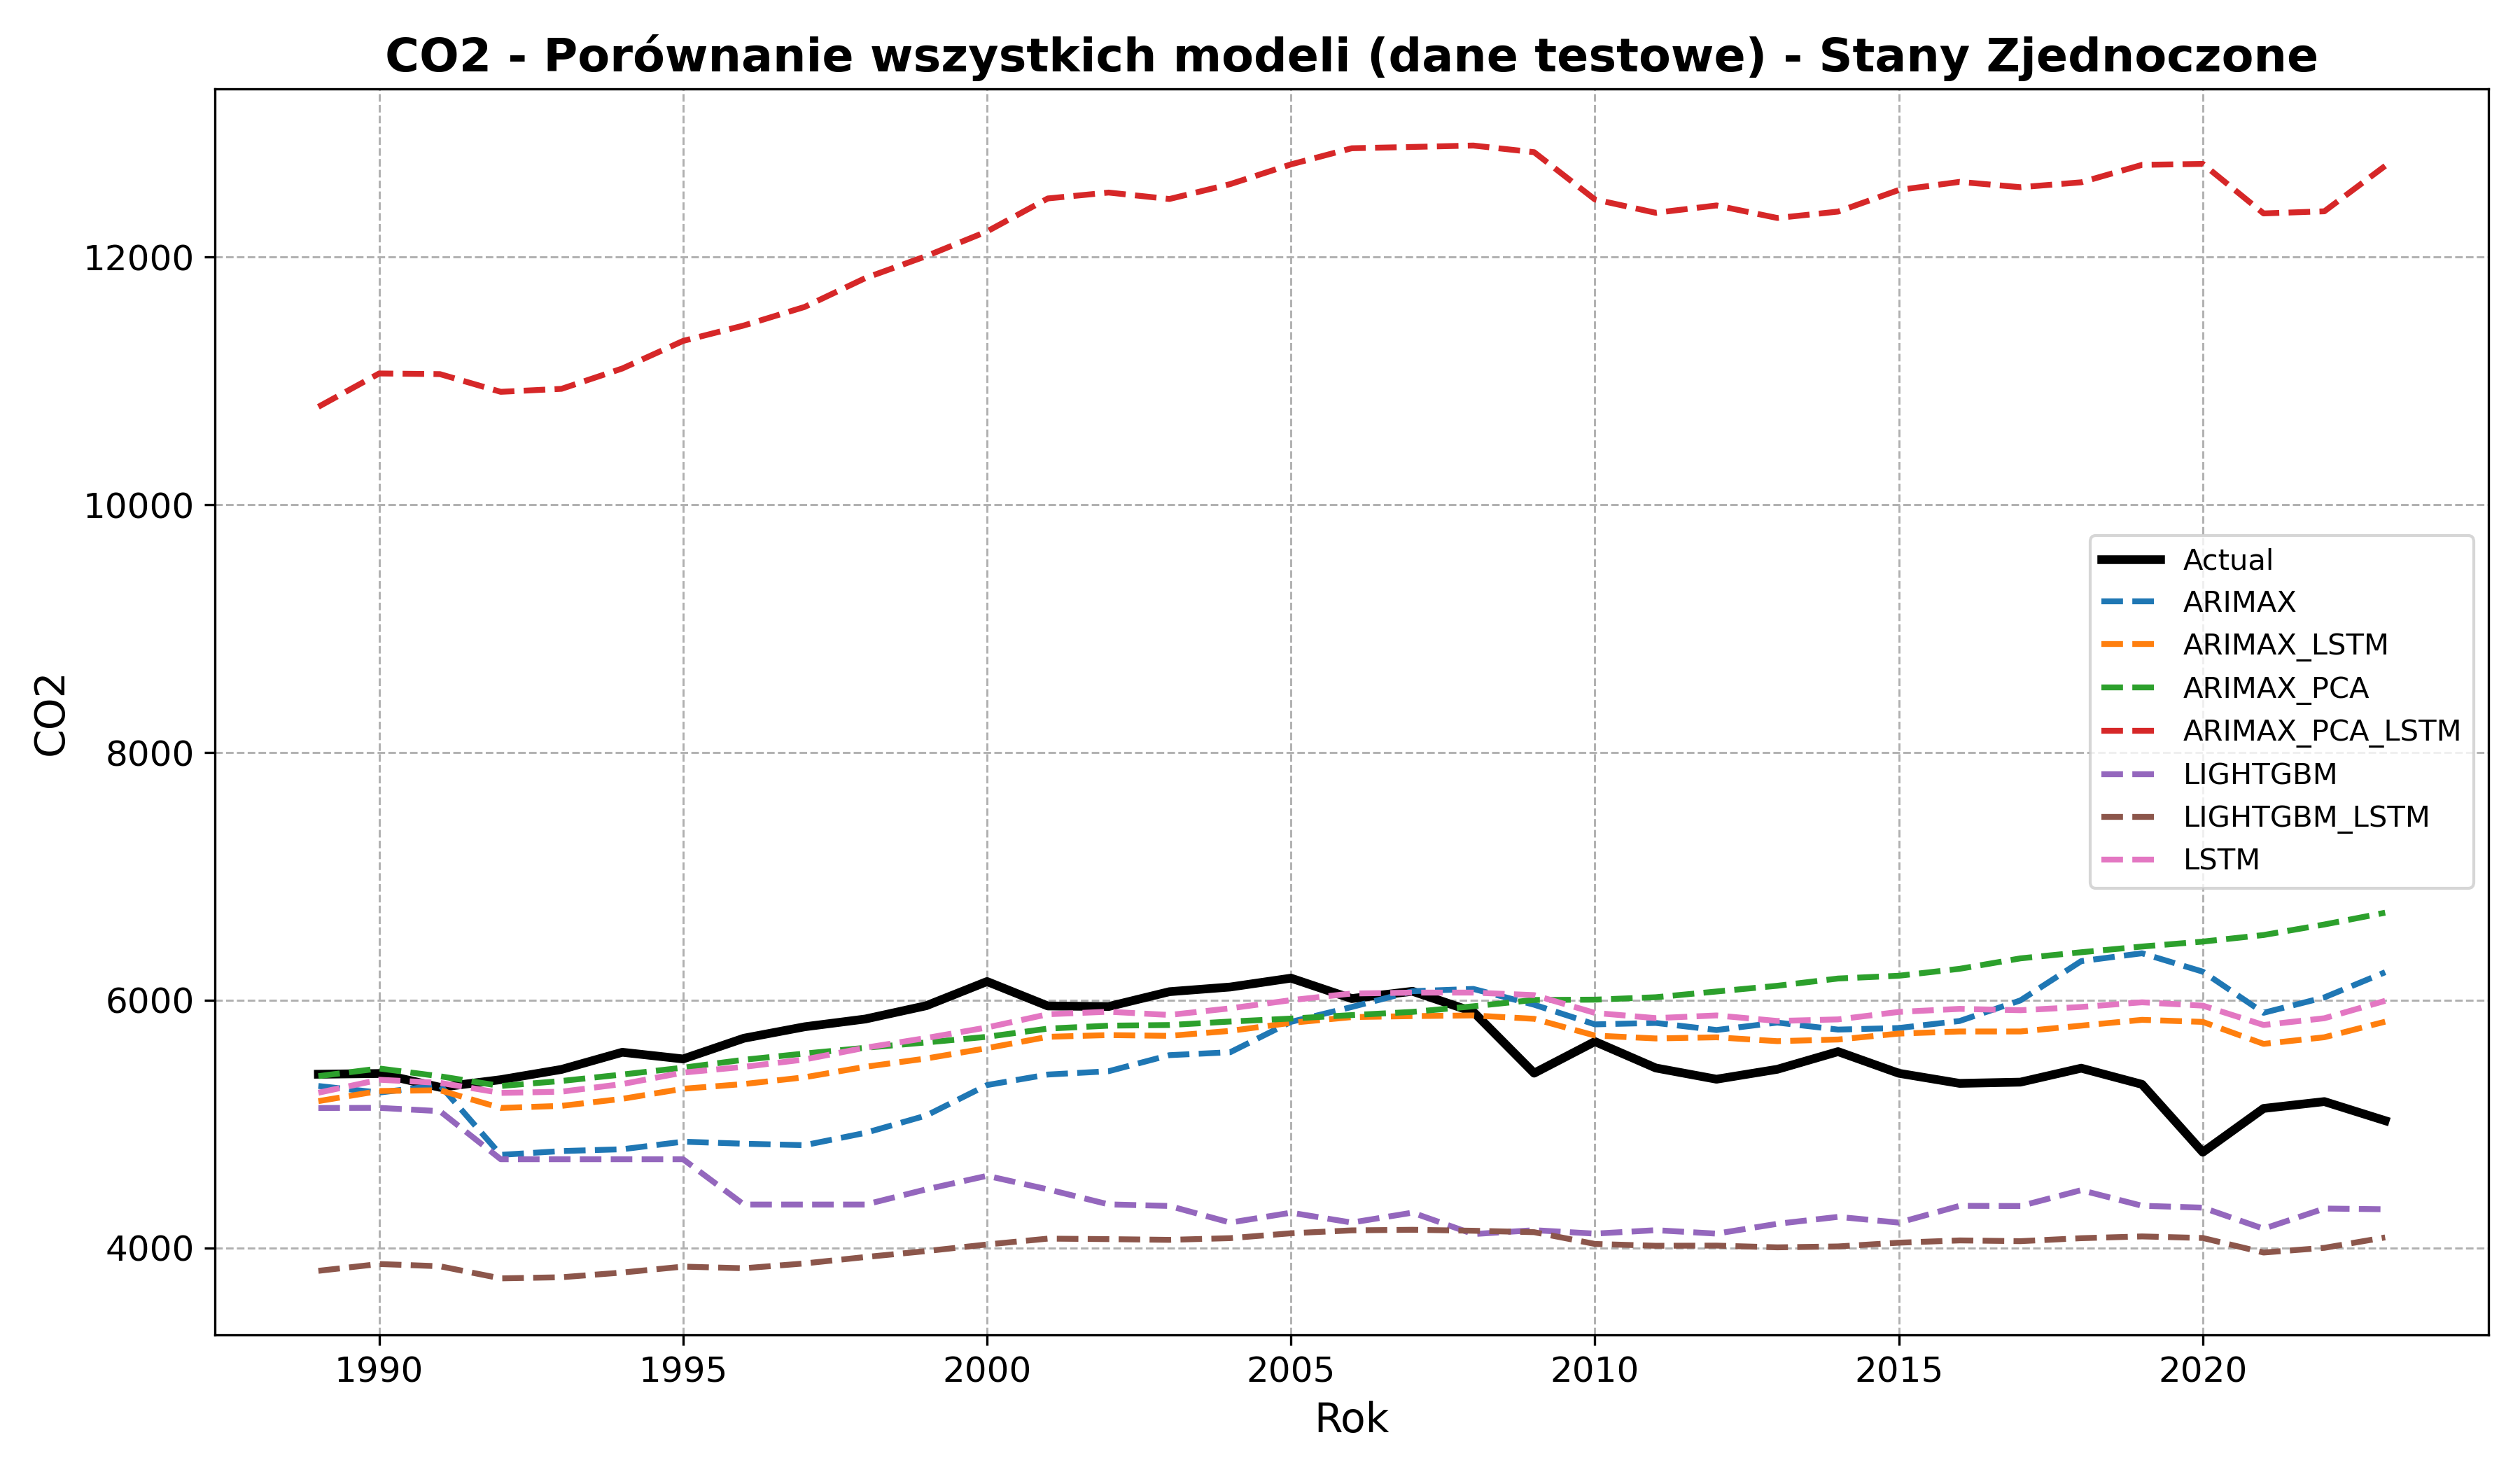 CO2 - Porównanie wszystkich modeli (dane testowe) - Stany Zjednoczone
CO2
12000
10000
8000
6000
4000
Actual
ARIMAX
ARIMAX_LSTM
ARIMAX_PCA
ARIMAX_PCA_LSTM
LIGHTGBM
LIGHTGBM_LSTM
LSTM
1990 1995 2000 2005 2010 2015 2020
Rok